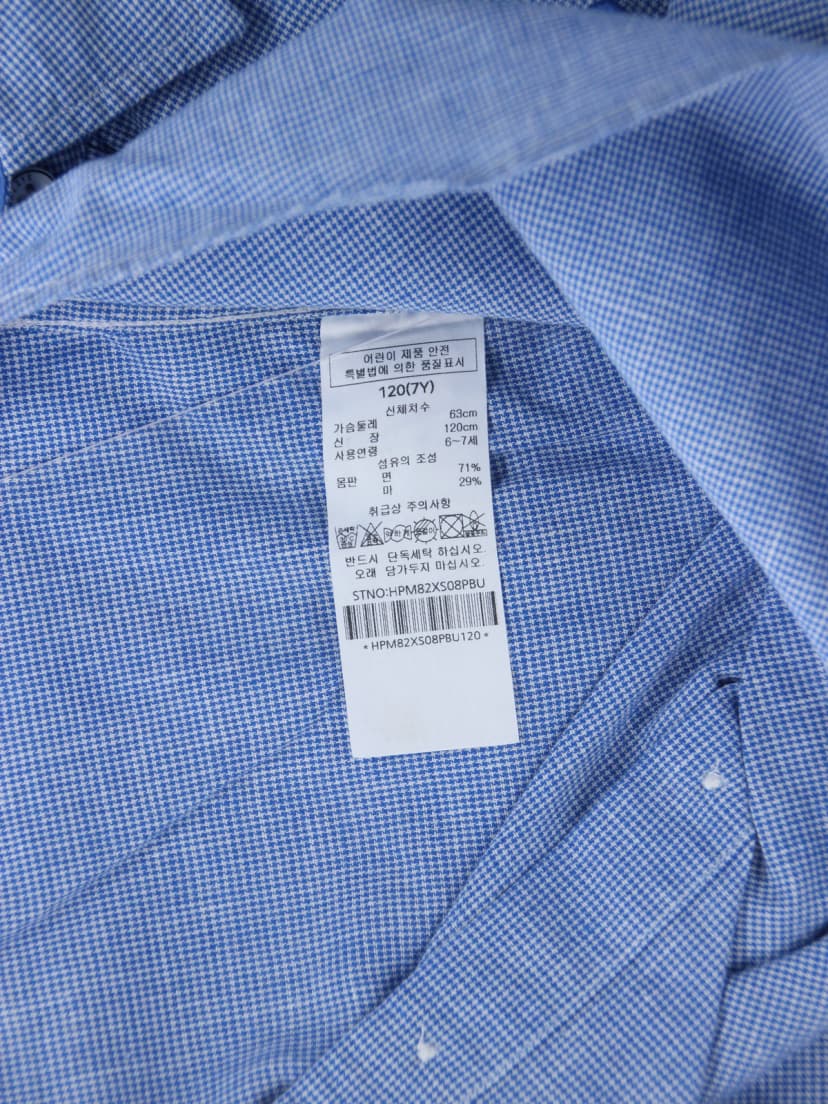 어린이 제품 안전
특별법에 의한 품질표시
120(7Y)
신체치수
가슴둘레 63cm
신 장 120cm
사용연령 6~7세
섬유의 조성
몸판 면 71%
마 29%
취급상 주의사항
반드시 단독세탁 하십시오.
오래 담가두지 마십시오.
STNO:HPM82XS08PBU
*HPM82XS08PBU120*